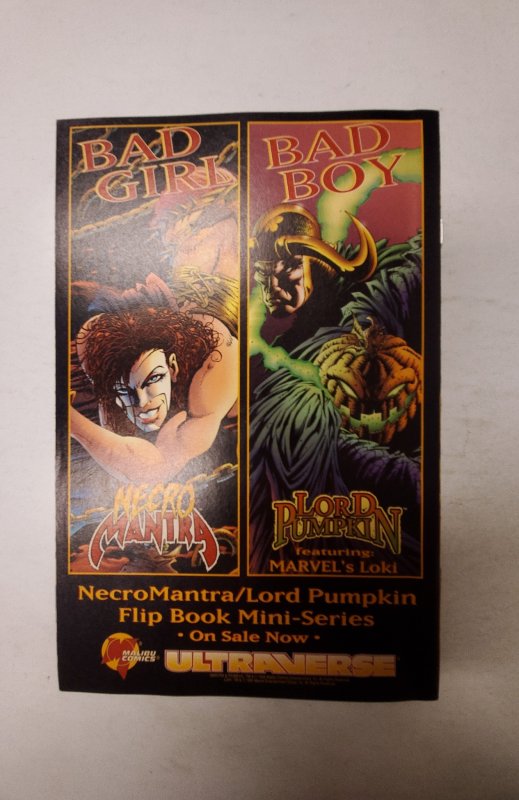 BAD
GIRL
NECRO
MANTRA
BAD
BOY
LORD
PUMPKIN
featuring:
MARVEL's Loki
NecroMantra/Lord Pumpkin
Flip Book Mini-Series
• On Sale Now •
MALIBU
COMICS®
ULTRAVERSE